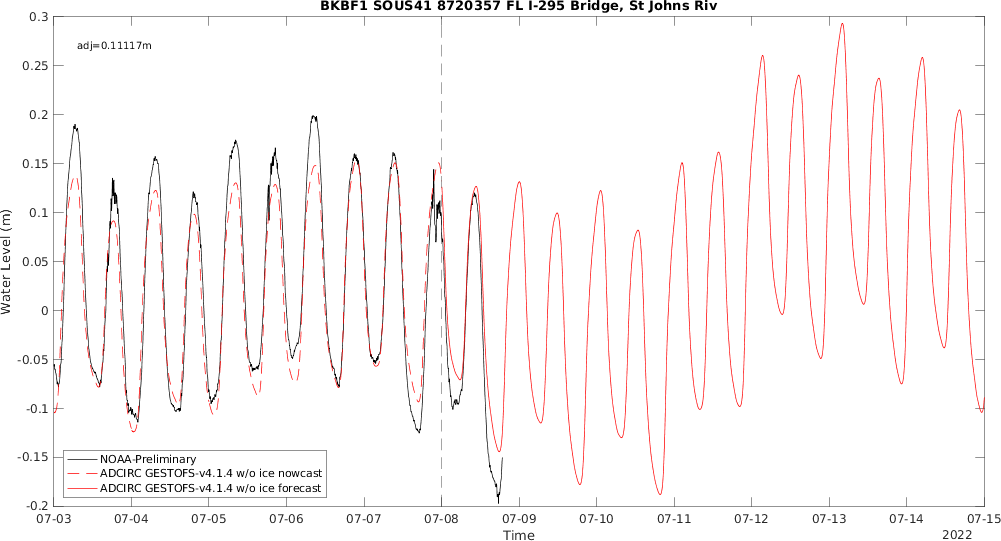 BKBF1 SOUS41 8720357 FL I-295 Bridge, St Johns Riv
adj=0.11117m
0.3
0.25
0.2
0.15
0.1
0.05
0
-0.05
-0.1
-0.15
-0.2
Water Level (m)
NOAA-Preliminary
ADCIRC GESTOFS-v4.1.4 w/o ice nowcast
ADCIRC GESTOFS-v4.1.4 w/o ice forecast
07-03 07-04 07-05 07-06 07-07 07-08 07-09 07-10 07-11 07-12 07-13 07-14 07-15
Time
2022